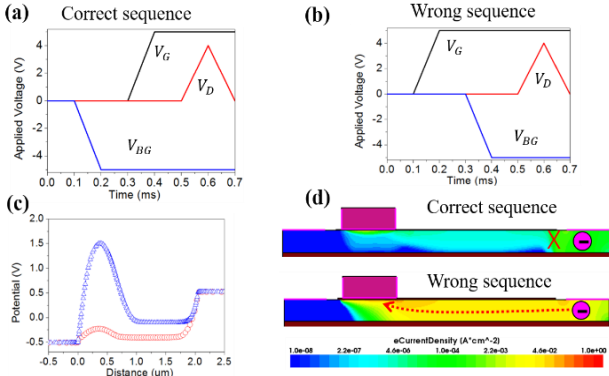 (a) Correct sequence
Applied Voltage (V)
4
2
0
-2
-4
V_G
V_D
V_BG
0.0 0.1 0.2 0.3 0.4 0.5 0.6 0.7
Time (ms)
(b) Wrong sequence
Applied Voltage (V)
4
2
0
-2
-4
V_G
V_D
V_BG
0.0 0.1 0.2 0.3 0.4 0.5 0.6 0.7
Time (ms)
(c)
Potential (V)
2.0
1.5
1.0
0.5
0.0
-0.5
-1.0
-0.5 0.0 0.5 1.0 1.5 2.0 2.5
Distance (um)
(d) Correct sequence
Wrong sequence
eCurrentDensity (A*cm^-2)
1.0e-08 2.2e-07 4.6e-06 1.0e-04 2.2e-03 4.6e-02 1.0e+00